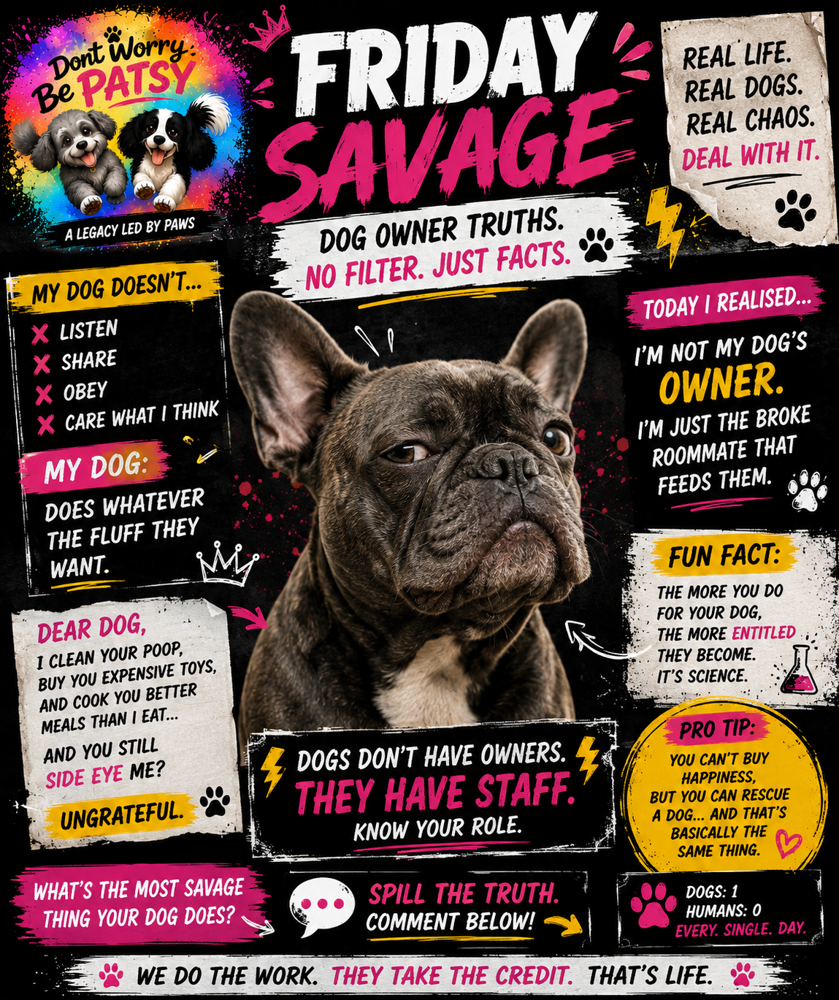 Dont Worry:
Be PATSY
A LEGACY LED BY PAWS
FRIDAY
SAVAGE
DOG OWNER TRUTHS.
NO FILTER. JUST FACTS.
REAL LIFE.
REAL DOGS.
REAL CHAOS.
DEAL WITH IT.
MY DOG DOESN'T...
LISTEN
SHARE
OBEY
CARE WHAT I THINK
MY DOG:
DOES WHATEVER
THE FLUFF THEY
WANT.
TODAY I REALISED...
I'M NOT MY DOG'S
OWNER.
I'M JUST THE BROKE
ROOMMATE THAT
FEEDS THEM.
FUN FACT:
THE MORE YOU DO
FOR YOUR DOG,
THE MORE ENTITLED
THEY BECOME.
IT'S SCIENCE.
DEAR DOG,
I CLEAN YOUR POOP,
BUY YOU EXPENSIVE TOYS,
AND COOK YOU BETTER
MEALS THAN I EAT...
AND YOU STILL
SIDE EYE ME?
UNGRATEFUL.
DOGS DON'T HAVE OWNERS.
THEY HAVE STAFF.
KNOW YOUR ROLE.
PRO TIP:
YOU CAN'T BUY
HAPPINESS,
BUT YOU CAN RESCUE
A DOG... AND THAT'S
BASICALLY THE
SAME THING.
WHAT'S THE MOST SAVAGE
THING YOUR DOG DOES?
SPILL THE TRUTH.
COMMENT BELOW!
DOGS: 1
HUMANS: 0
EVERY. SINGLE. DAY.
WE DO THE WORK. THEY TAKE THE CREDIT. THAT'S LIFE.